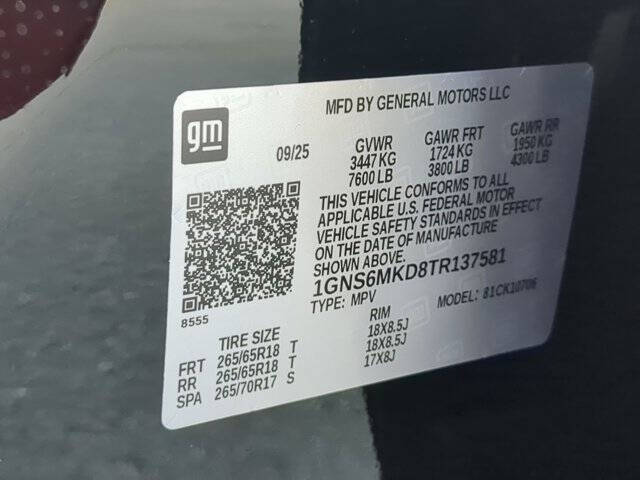 MFD BY GENERAL MOTORS LLC
gm
09/25
GVWR GAWR FRT GAWR RR
3447 KG 1724 KG 1950 KG
7600 LB 3800 LB 4300 LB
THIS VEHICLE CONFORMS TO ALL
APPLICABLE U.S. FEDERAL MOTOR
VEHICLE SAFETY STANDARDS IN EFFECT
ON THE DATE OF MANUFACTURE
SHOWN ABOVE.
1GNS6MKD8TR137581
TYPE: MPV MODEL: 81CK10706
8555
TIRE SIZE RIM
FRT 265/65R18 T 18X8.5J
RR 265/65R18 T 18X8.5J
SPA 265/70R17 S 17X8J